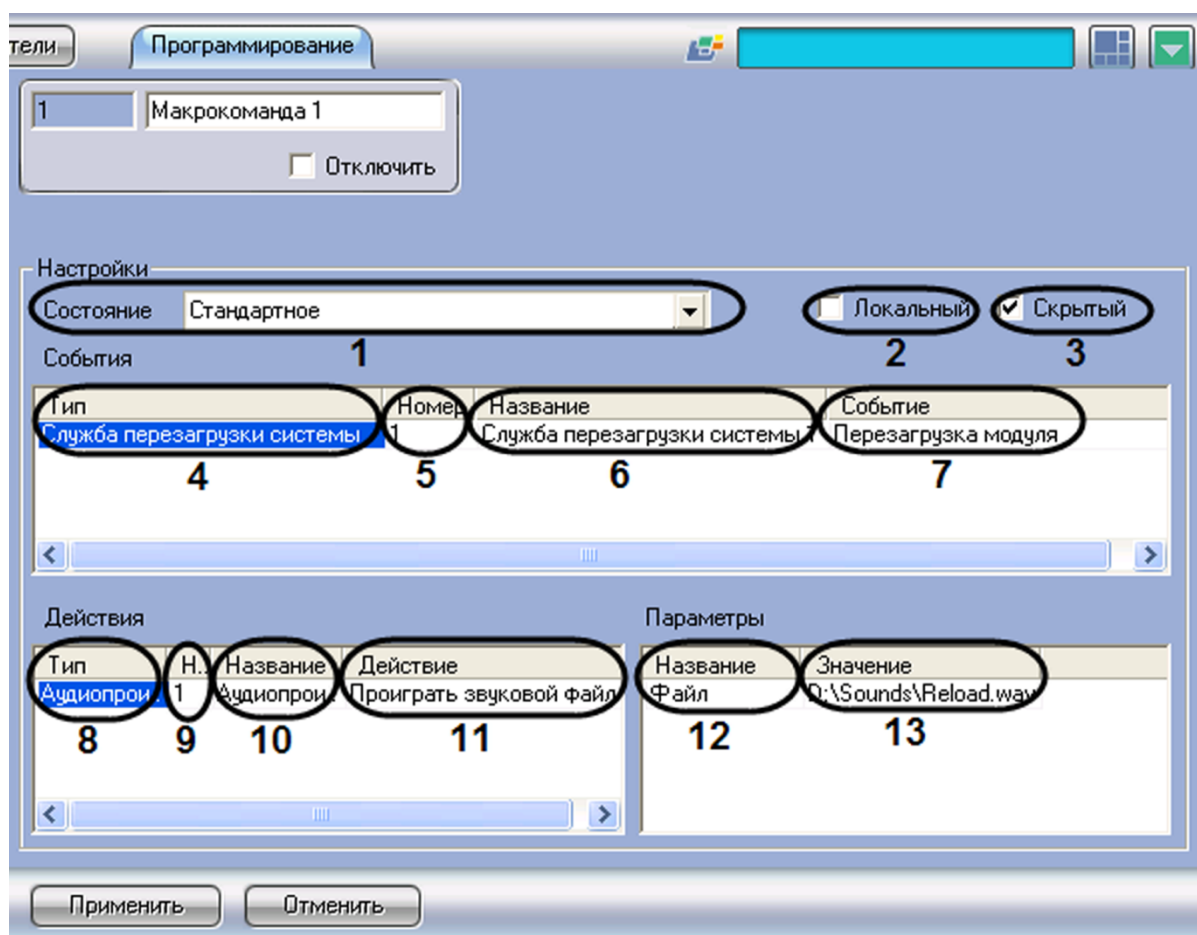 тели Программирование
1 Макрокоманда 1
Отключить
Настройки
Состояние Стандартное Локальный Скрытый
События 1 2 3
Тип Номер Название Событие
Служба перезагрузки системы 1 Служба перезагрузки системы 1 Перезагрузка модуля
4 5 6 7
Действия Параметры
Тип Н.. Название Действие Название Значение
Аудиопрои.. 1 Аудиопрои.. Проиграть звуковой файл Файл D:\Sounds\Reload.wav
8 9 10 11 12 13
Применить Отменить